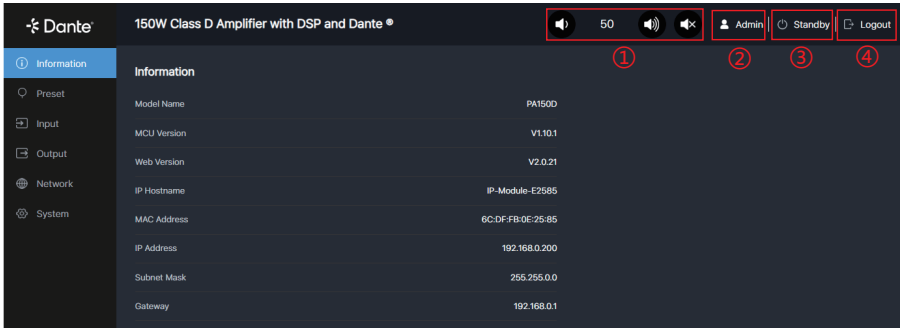 Dante®
150W Class D Amplifier with DSP and Dante ®
50
Admin
Standby
Logout
①
②
③
④
Information
Preset
Input
Output
Network
System
Information
Model Name PA150D
MCU Version V1.10.1
Web Version V2.0.21
IP Hostname IP-Module-E2585
MAC Address 6C:DF:FB:0E:25:85
IP Address 192.168.0.200
Subnet Mask 255.255.0.0
Gateway 192.168.0.1